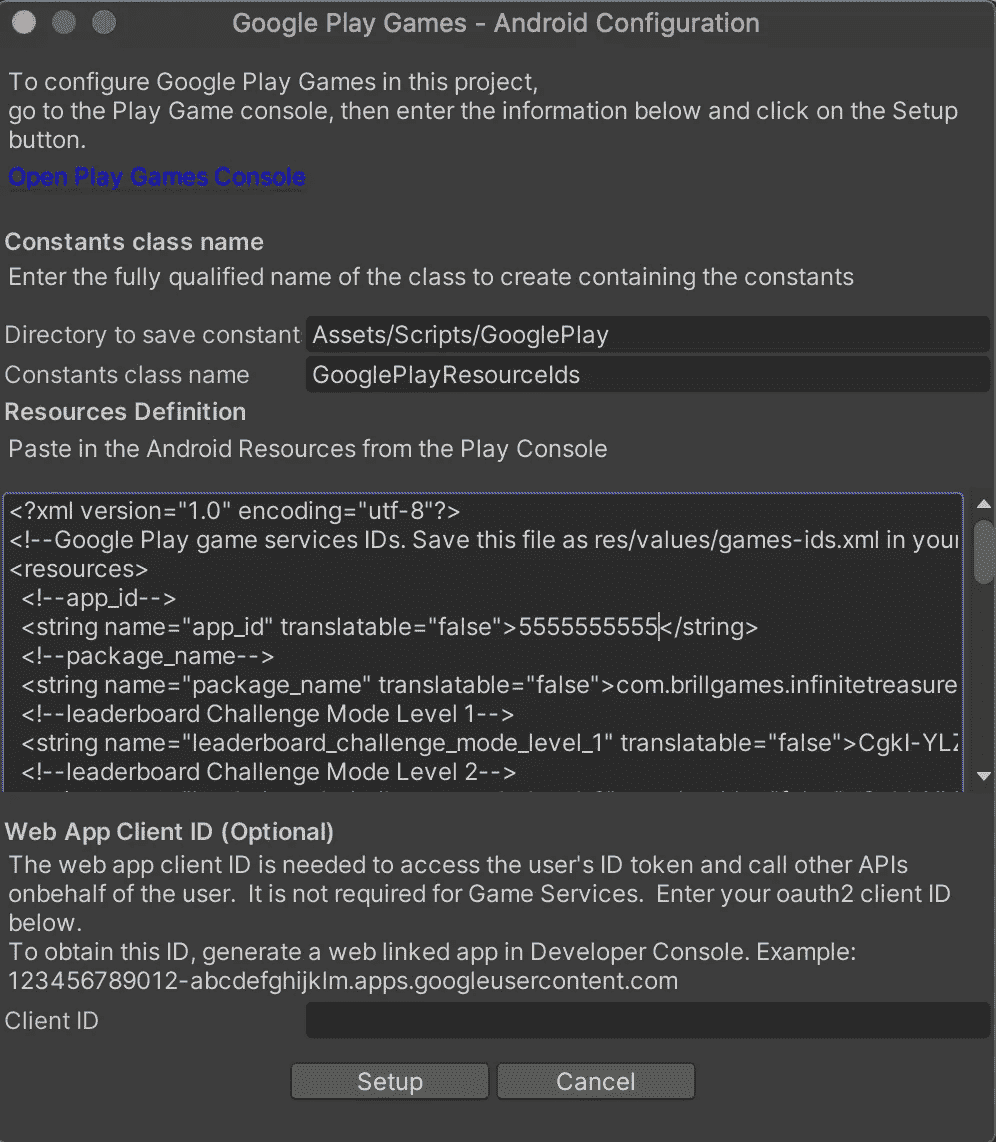 Google Play Games - Android Configuration
To configure Google Play Games in this project,
go to the Play Game console, then enter the information below and click on the Setup
button.
Open Play Games Console
Constants class name
Enter the fully qualified name of the class to create containing the constants
Directory to save constant Assets/Scripts/GooglePlay
Constants class name GooglePlayResourceIds
Resources Definition
Paste in the Android Resources from the Play Console
<?xml version="1.0" encoding="utf-8"?>
<!--Google Play game services IDs. Save this file as res/values/games-ids.xml in your
<resources>
<!--app_id-->
<string name="app_id" translatable="false">5555555555</string>
<!--package_name-->
<string name="package_name" translatable="false">com.brillgames.infinitetreasure
<!--leaderboard Challenge Mode Level 1-->
<string name="leaderboard_challenge_mode_level_1" translatable="false">CgkI-YLZ
<!--leaderboard Challenge Mode Level 2-->
Web App Client ID (Optional)
The web app client ID is needed to access the user's ID token and call other APIs
onbehalf of the user.  It is not required for Game Services.  Enter your oauth2 client ID
below.
To obtain this ID, generate a web linked app in Developer Console. Example:
123456789012-abcdefghijklm.apps.googleusercontent.com
Client ID
Setup Cancel